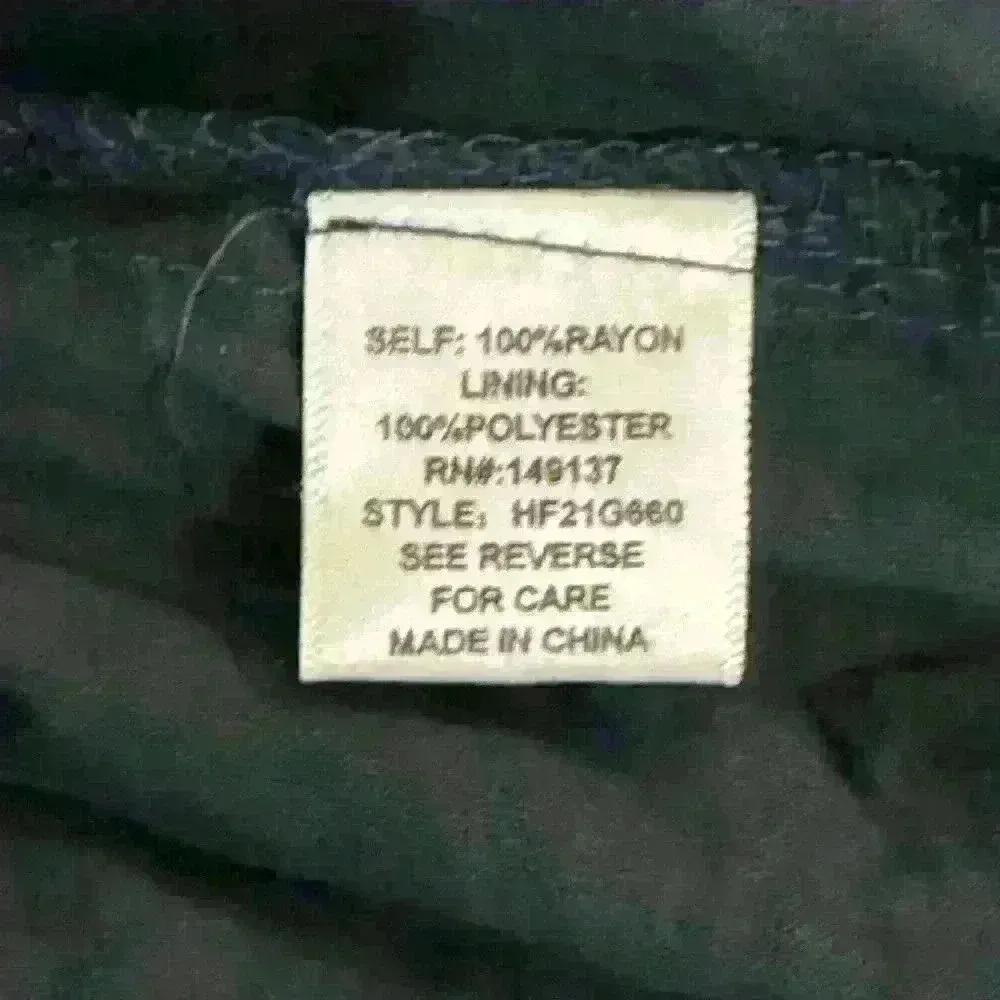 SELF: 100%RAYON
LINING:
100%POLYESTER
RN#:149137
STYLE: HF21G660
SEE REVERSE
FOR CARE
MADE IN CHINA